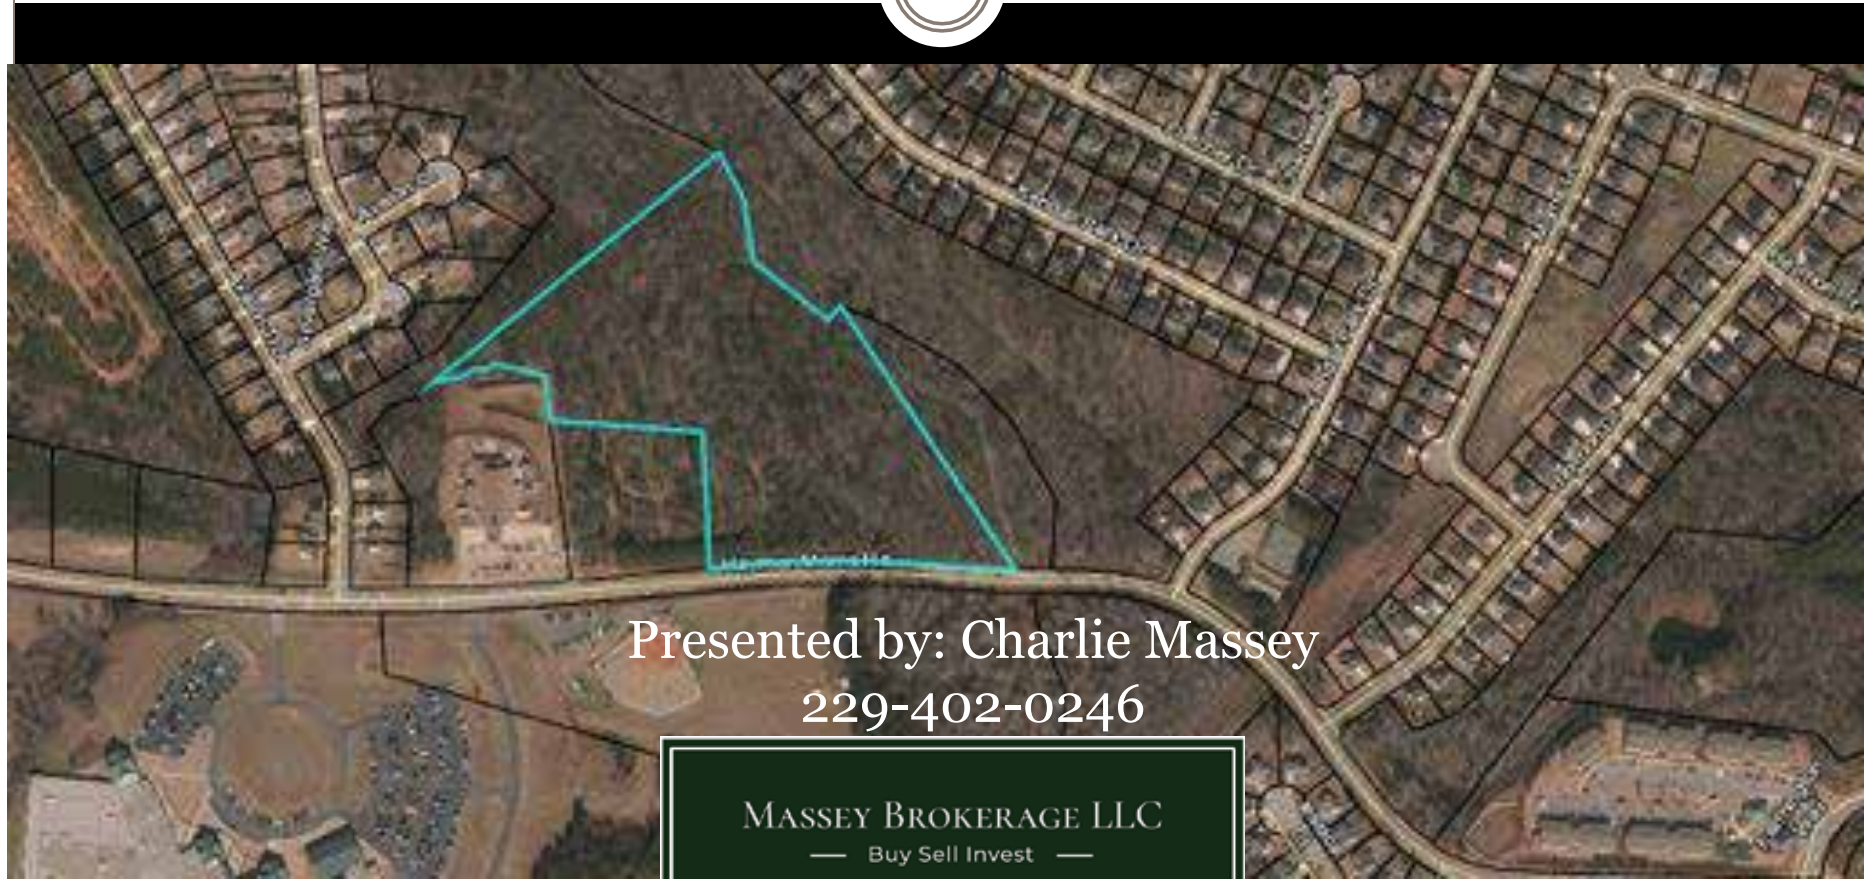 Presented by: Charlie Massey
229-402-0246
MASSEY BROKERAGE LLC
Buy Sell Invest